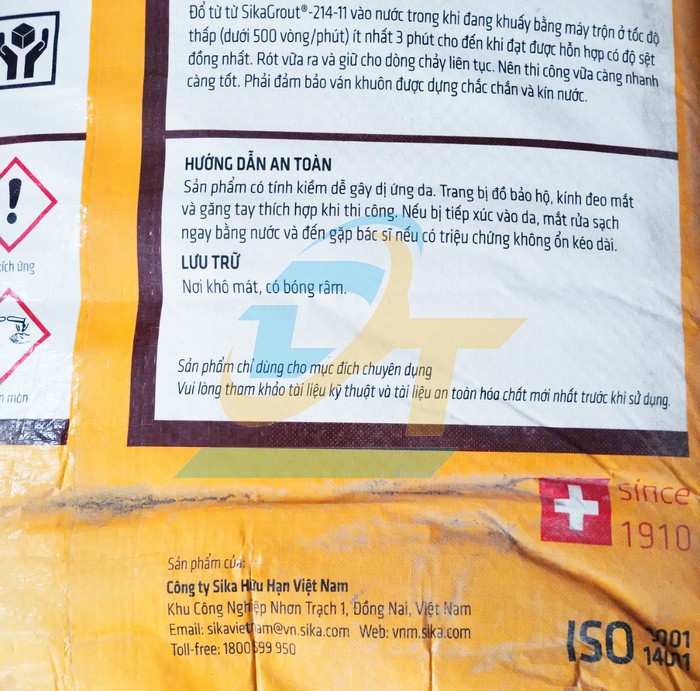 Đổ từ từ SikaGrout®-214-11 vào nước trong khi đang khuấy bằng máy trộn ở tốc độ
thấp (dưới 500 vòng/phút) ít nhất 3 phút cho đến khi đạt được hỗn hợp có độ sệt
đồng nhất. Rót vữa ra và giữ cho dòng chảy liên tục. Nên thi công vữa càng nhanh
càng tốt. Phải đảm bảo ván khuôn được dựng chắc chắn và kín nước.
HƯỚNG DẪN AN TOÀN
Sản phẩm có tính kiềm dễ gây dị ứng da. Trang bị đồ bảo hộ, kính đeo mắt
và găng tay thích hợp khi thi công. Nếu bị tiếp xúc vào da, mắt rửa sạch
ngay bằng nước và đến gặp bác sĩ nếu có triệu chứng không ổn kéo dài.
LƯU TRỮ
Nơi khô mát, có bóng râm.
Sản phẩm chỉ dùng cho mục đích chuyên dụng
Vui lòng tham khảo tài liệu kỹ thuật và tài liệu an toàn hóa chất mới nhất trước khi sử dụng.
ích ứng
mòn
DT
since
1910
Sản phẩm của:
Công ty Sika Hữu Hạn Việt Nam
Khu Công Nghiệp Nhơn Trạch 1, Đồng Nai, Việt Nam
Email: sikavietnam@vn.sika.com Web: vnm.sika.com
Toll-free: 1800 599 950
ISO 9001
14001